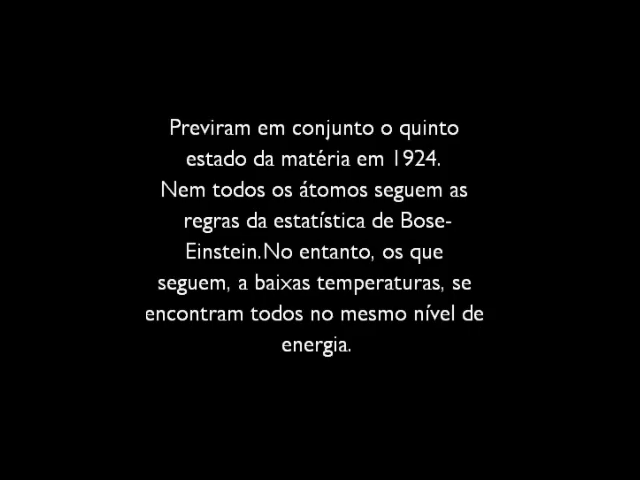 Previram em conjunto o quinto
estado da matéria em 1924.
Nem todos os átomos seguem as
regras da estatística de Bose-
Einstein.No entanto, os que
seguem, a baixas temperaturas, se
encontram todos no mesmo nível de
energia.